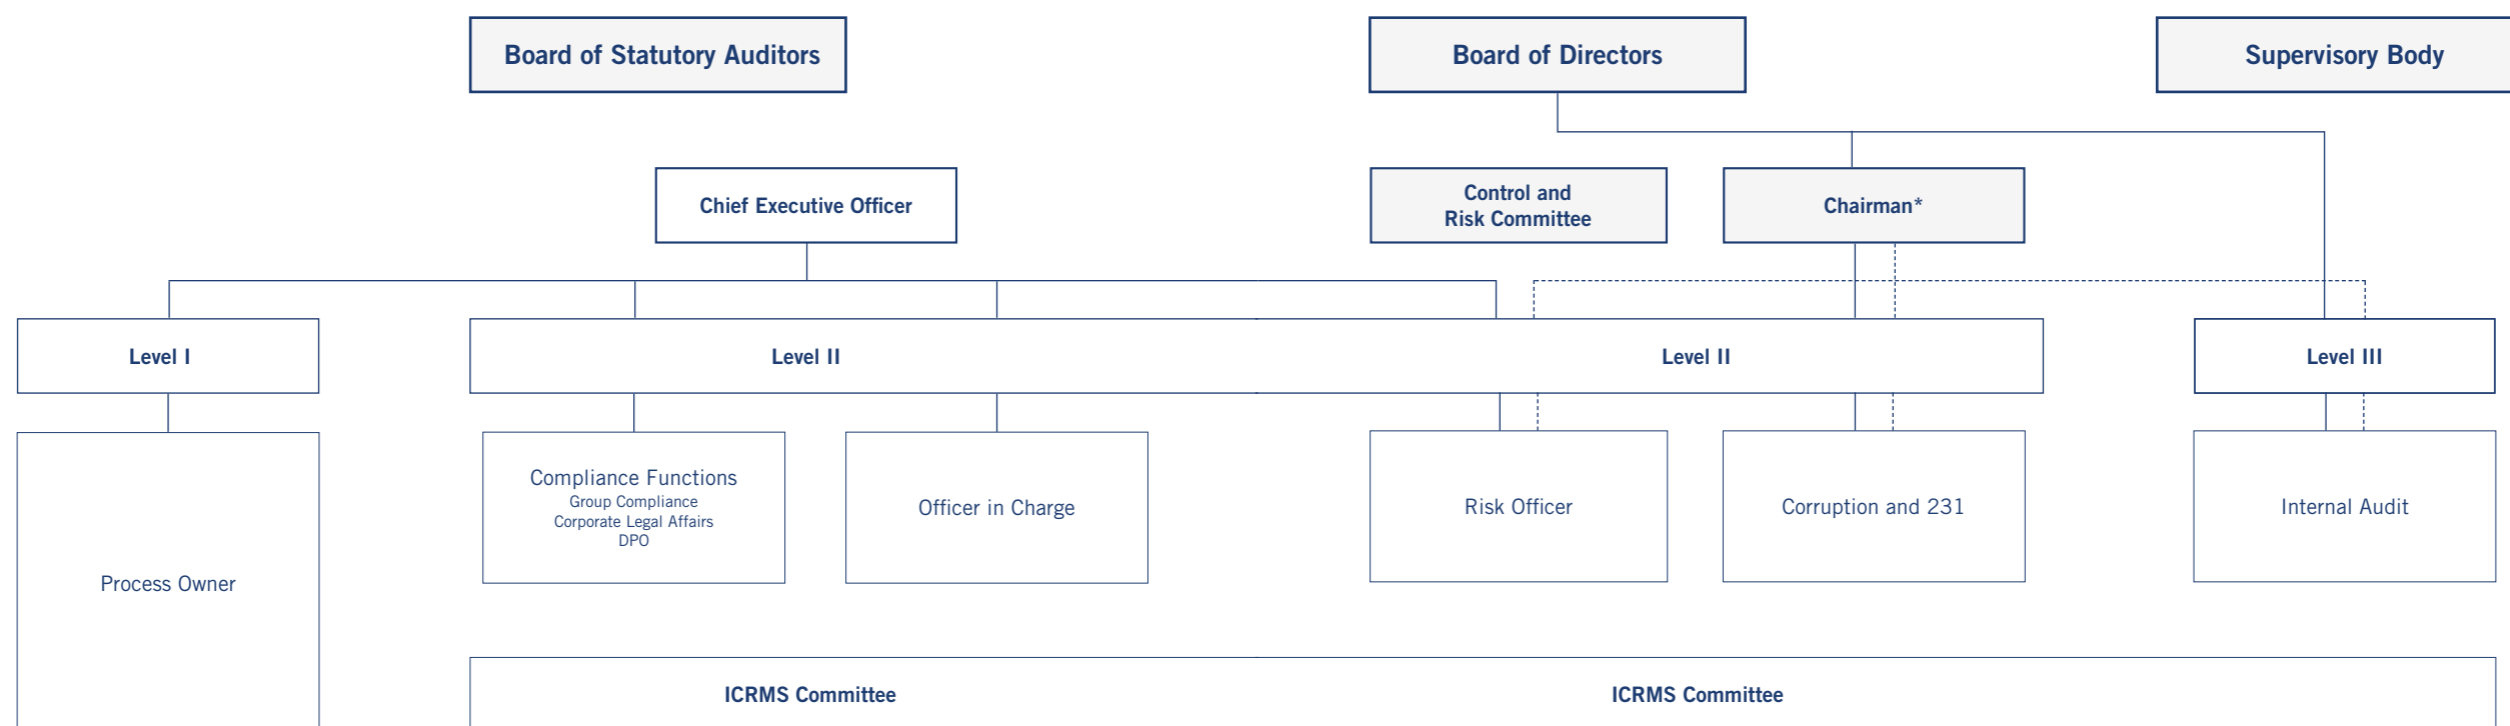 Board of Statutory Auditors
Board of Directors
Supervisory Body
Chief Executive Officer
Control and
Risk Committee
Chairman*
Level I
Level II
Level II
Level III
Process Owner
Compliance Functions
Group Compliance
Corporate Legal Affairs
DPO
Officer in Charge
Risk Officer
Corruption and 231
Internal Audit
ICRMS Committee
ICRMS Committee